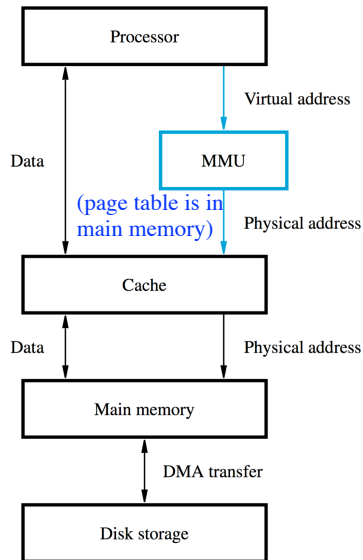 Processor
Virtual address
MMU
Data
(page table is in
main memory)
Physical address
Cache
Data
Physical address
Main memory
DMA transfer
Disk storage